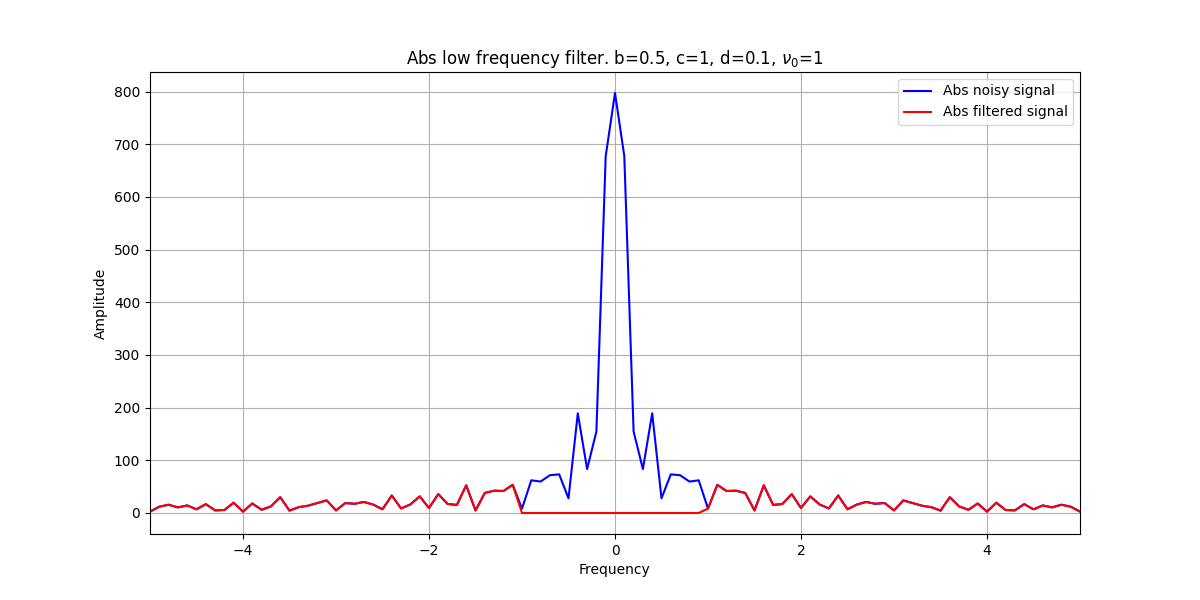 Abs low frequency filter. b=0.5, c=1, d=0.1, ν₀=1
Abs noisy signal
Abs filtered signal
Amplitude
800
700
600
500
400
300
200
100
0
−4
−2
0
2
4
Frequency